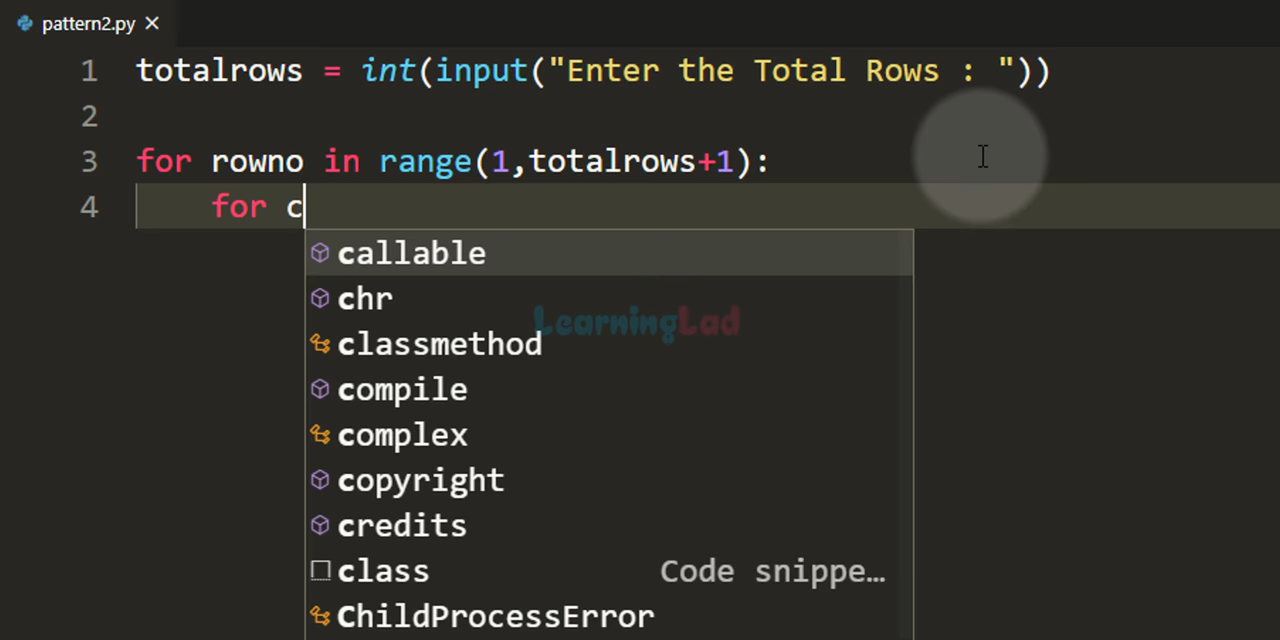 pattern2.py
1 totalrows = int(input("Enter the Total Rows : "))
2
3 for rowno in range(1,totalrows+1):
4 for c
callable
chr
LearningLad
classmethod
compile
complex
copyright
credits
class Code snippe…
ChildProcessError